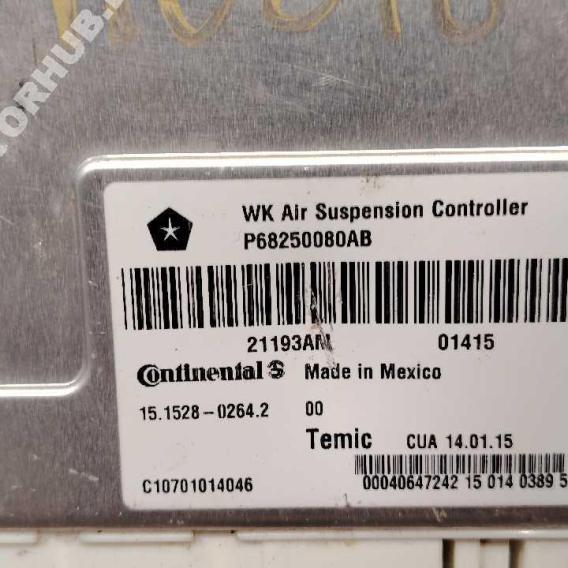 WK Air Suspension Controller
P68250080AB
21193AM 01415
Continental Made in Mexico
15.1528-0264.2 00
Temic CUA 14.01.15
C10701014046 00040647242 15 014 0389 5